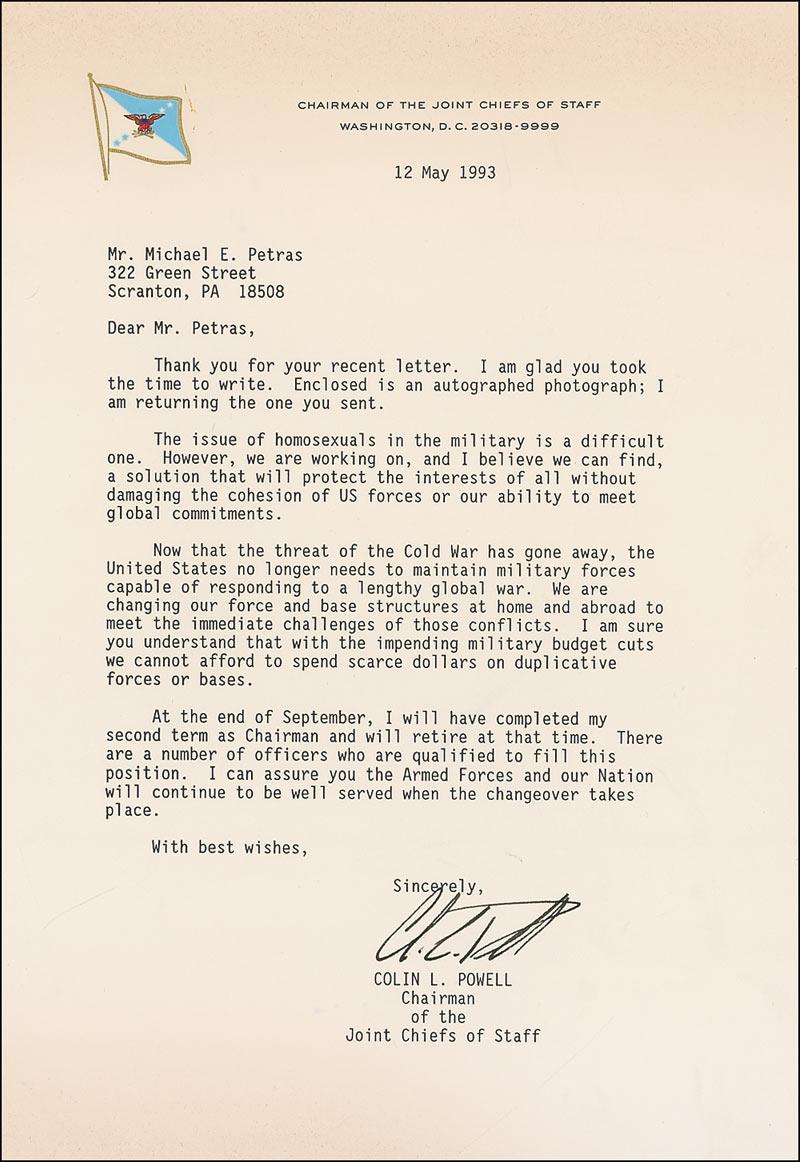 CHAIRMAN OF THE JOINT CHIEFS OF STAFF
WASHINGTON, D. C. 20318-9999
12 May 1993
Mr. Michael E. Petras
322 Green Street
Scranton, PA 18508
Dear Mr. Petras,
Thank you for your recent letter. I am glad you took
the time to write. Enclosed is an autographed photograph; I
am returning the one you sent.
The issue of homosexuals in the military is a difficult
one. However, we are working on, and I believe we can find,
a solution that will protect the interests of all without
damaging the cohesion of US forces or our ability to meet
global commitments.
Now that the threat of the Cold War has gone away, the
United States no longer needs to maintain military forces
capable of responding to a lengthy global war. We are
changing our force and base structures at home and abroad to
meet the immediate challenges of those conflicts. I am sure
you understand that with the impending military budget cuts
we cannot afford to spend scarce dollars on duplicative
forces or bases.
At the end of September, I will have completed my
second term as Chairman and will retire at that time. There
are a number of officers who are qualified to fill this
position. I can assure you the Armed Forces and our Nation
will continue to be well served when the changeover takes
place.
With best wishes,
Sincerely,
COLIN L. POWELL
Chairman
of the
Joint Chiefs of Staff